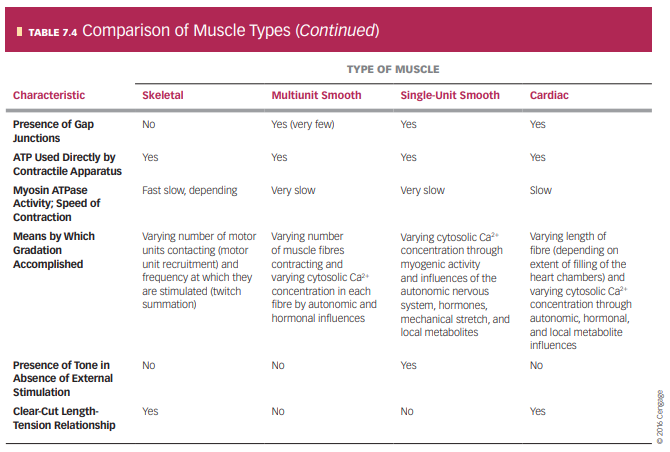 TABLE 7.4 Comparison of Muscle Types (Continued)
TYPE OF MUSCLE
Characteristic Skeletal Multiunit Smooth Single-Unit Smooth Cardiac
Presence of Gap No Yes (very few) Yes Yes
Junctions
ATP Used Directly by Yes Yes Yes Yes
Contractile Apparatus
Myosin ATPase Fast slow, depending Very slow Very slow Slow
Activity; Speed of
Contraction
Means by Which Varying number of motor Varying number Varying cytosolic Ca²⁺ Varying length of
Gradation units contacting (motor of muscle fibres concentration through fibre (depending on
Accomplished unit recruitment) and contracting and myogenic activity extent of filling of the
frequency at which they varying cytosolic Ca²⁺ and influences of the heart chambers) and
are stimulated (twitch concentration in each autonomic nervous varying cytosolic Ca²⁺
summation) fibre by autonomic and system, hormones, concentration through
hormonal influences mechanical stretch, and autonomic, hormonal,
local metabolites and local metabolite
influences
Presence of Tone in No No Yes No
Absence of External
Stimulation
Clear-Cut Length- Yes No No Yes
Tension Relationship
© 2016 Cengage